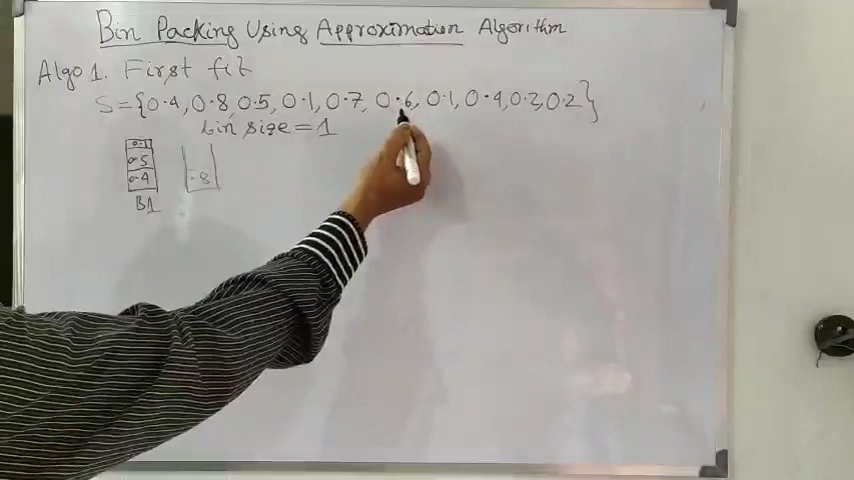 Bin Packing Using Approximation Algorithm
Algo 1. First fit
S={0.4, 0.8, 0.5, 0.1, 0.7, 0.6, 0.1, 0.4, 0.2, 0.2}
bin size = 1
0.1
0.5
0.4
.8
B1